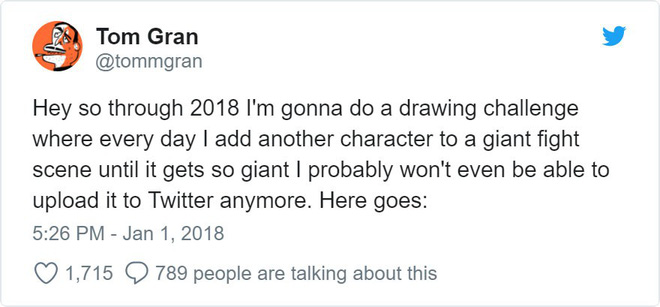 Tom Gran
@tommgran
Hey so through 2018 I'm gonna do a drawing challenge
where every day I add another character to a giant fight
scene until it gets so giant I probably won't even be able to
upload it to Twitter anymore. Here goes:
5:26 PM - Jan 1, 2018
1,715 789 people are talking about this